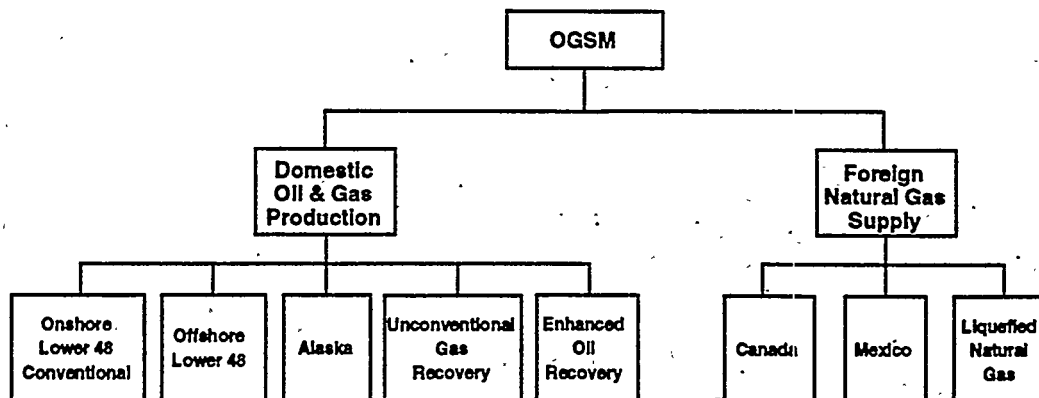 OGSM
Domestic
Oil & Gas
Production
Foreign
Natural Gas
Supply
Onshore
Lower 48
Conventional
Offshore
Lower 48
Alaska
Unconventional
Gas
Recovery
Enhanced
Oil
Recovery
Canada
Mexico
Liquefied
Natural
Gas